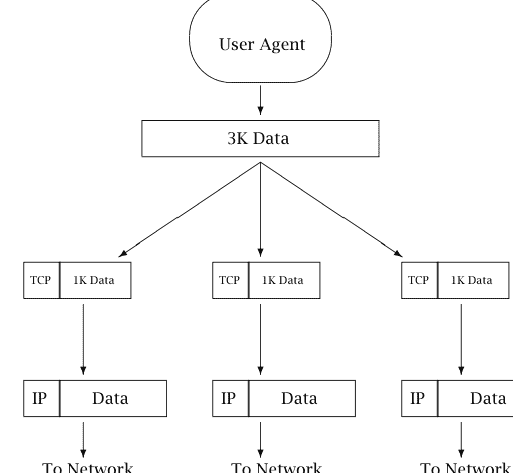 User Agent
3K Data
TCP 1K Data TCP 1K Data TCP 1K Data
IP Data IP Data IP Data
To Network To Network To Network